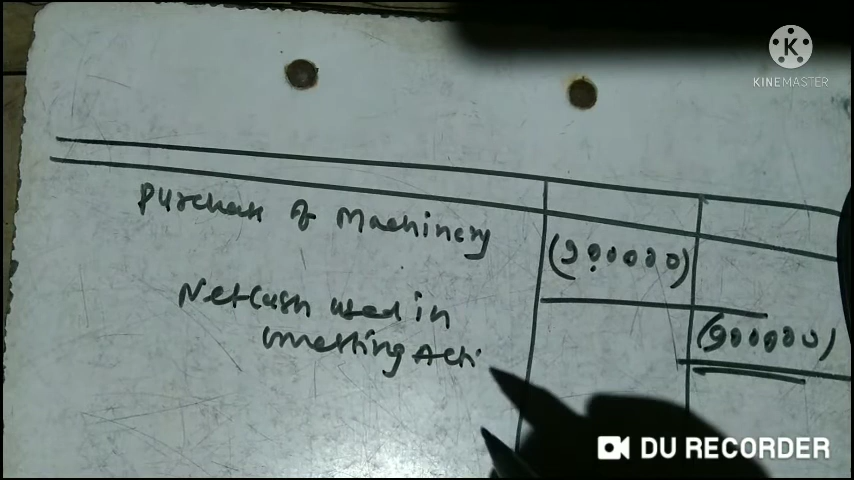 KINEMASTER
Purchase of Machinery
(900000)
Net Cash used in
investing Acti
(900000)
DU RECORDER